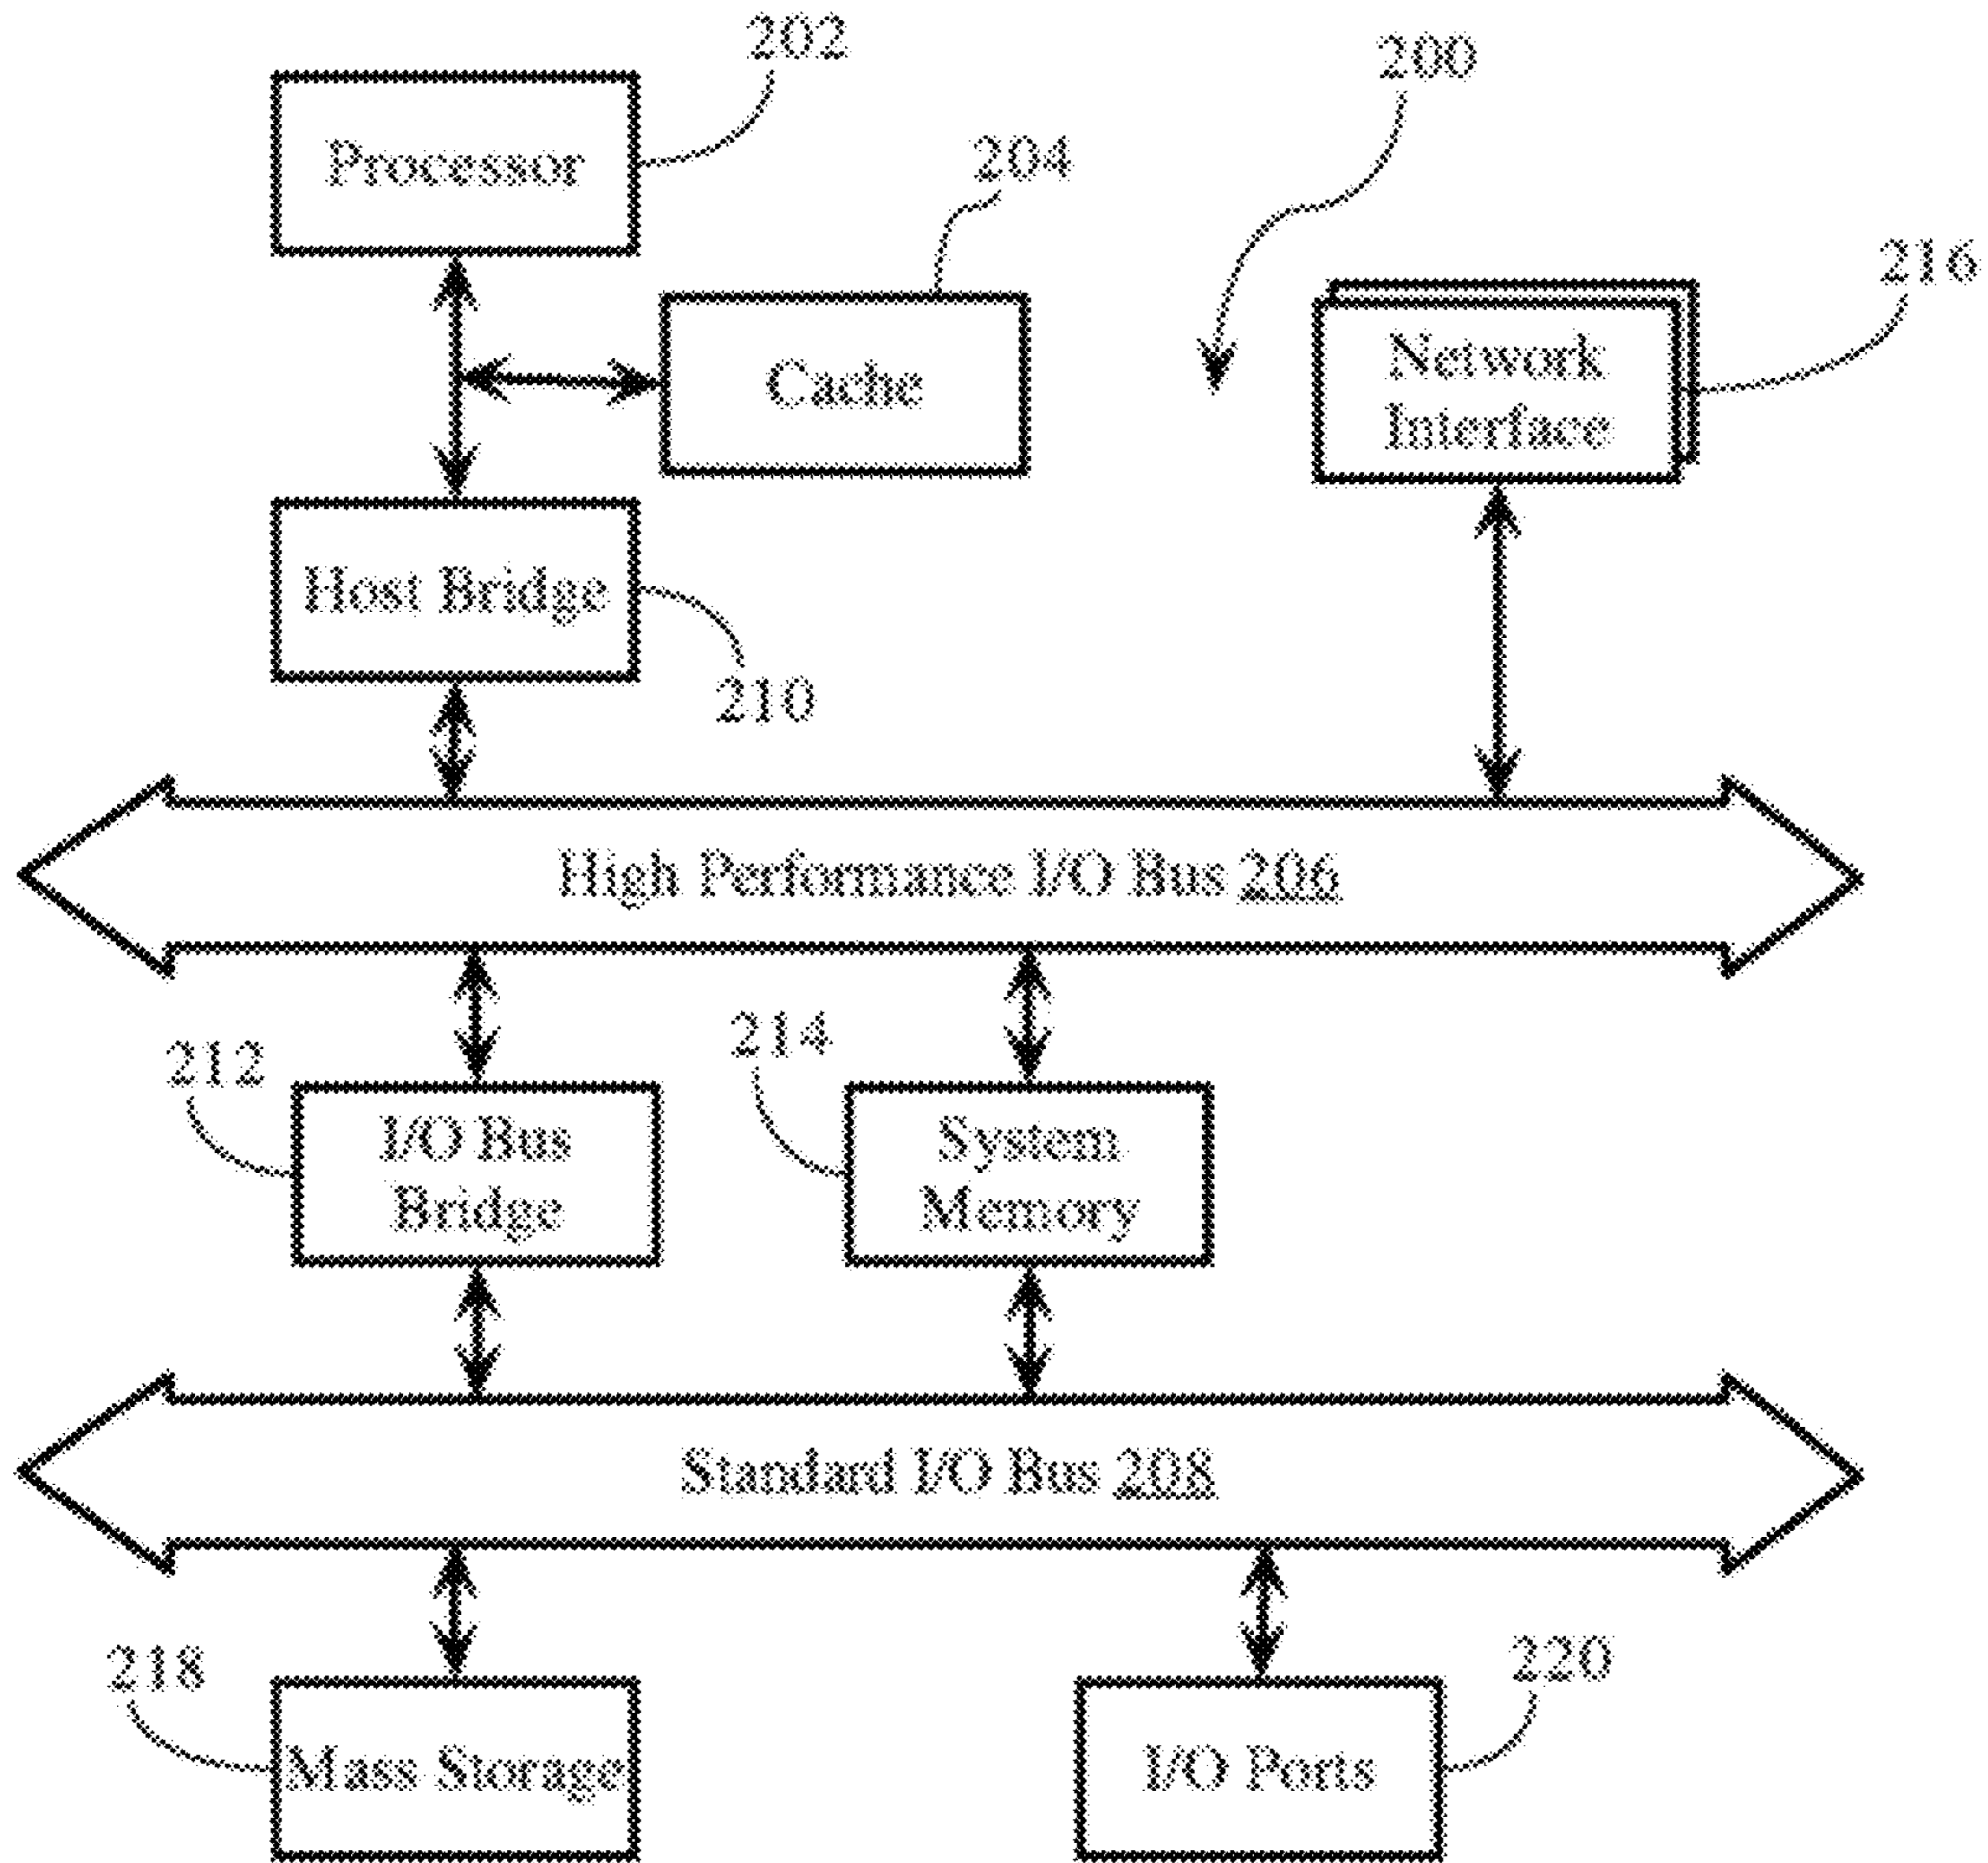 202
200
Processor
204
216
Network
Interface
Cache
Host Bridge
210
High Performance I/O Bus 206
212
214
I/O Bus
Bridge
System
Memory
Standard I/O Bus 208
218
220
Mass Storage
I/O Ports